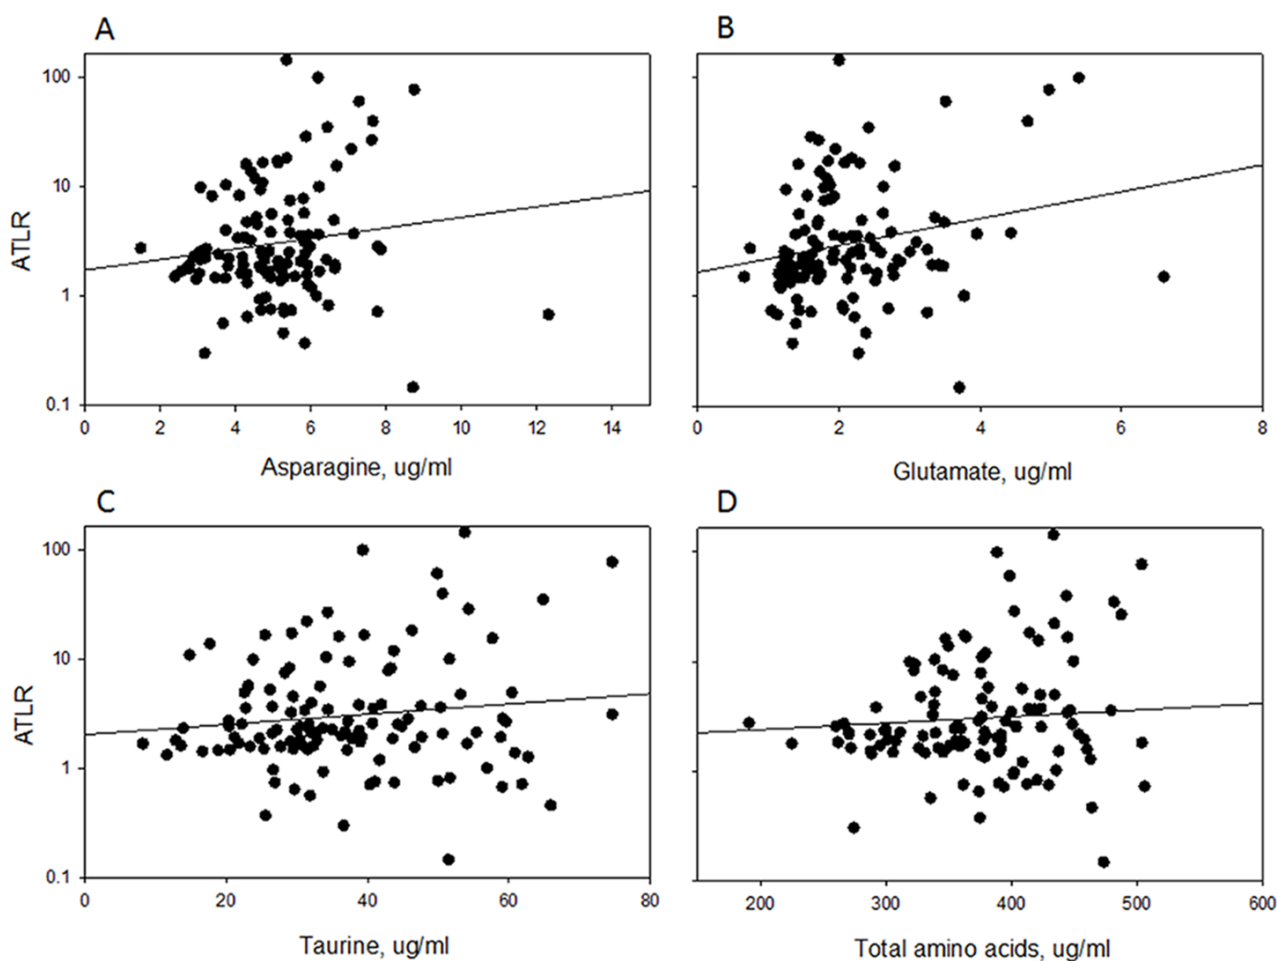 A
B
100
10
1
0.1
ATLR
0 2 4 6 8 10 12 14
0 2 4 6 8
Asparagine, ug/ml
Glutamate, ug/ml
C
D
100
10
1
0.1
ATLR
0 20 40 60 80
200 300 400 500 600
Taurine, ug/ml
Total amino acids, ug/ml